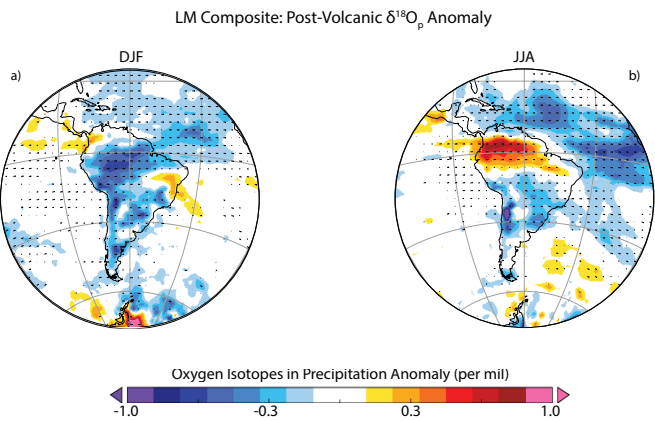 LM Composite: Post-Volcanic δ¹⁸Oₚ Anomaly
DJF
JJA
a)
b)
Oxygen Isotopes in Precipitation Anomaly (per mil)
-1.0 -0.3 0.3 1.0